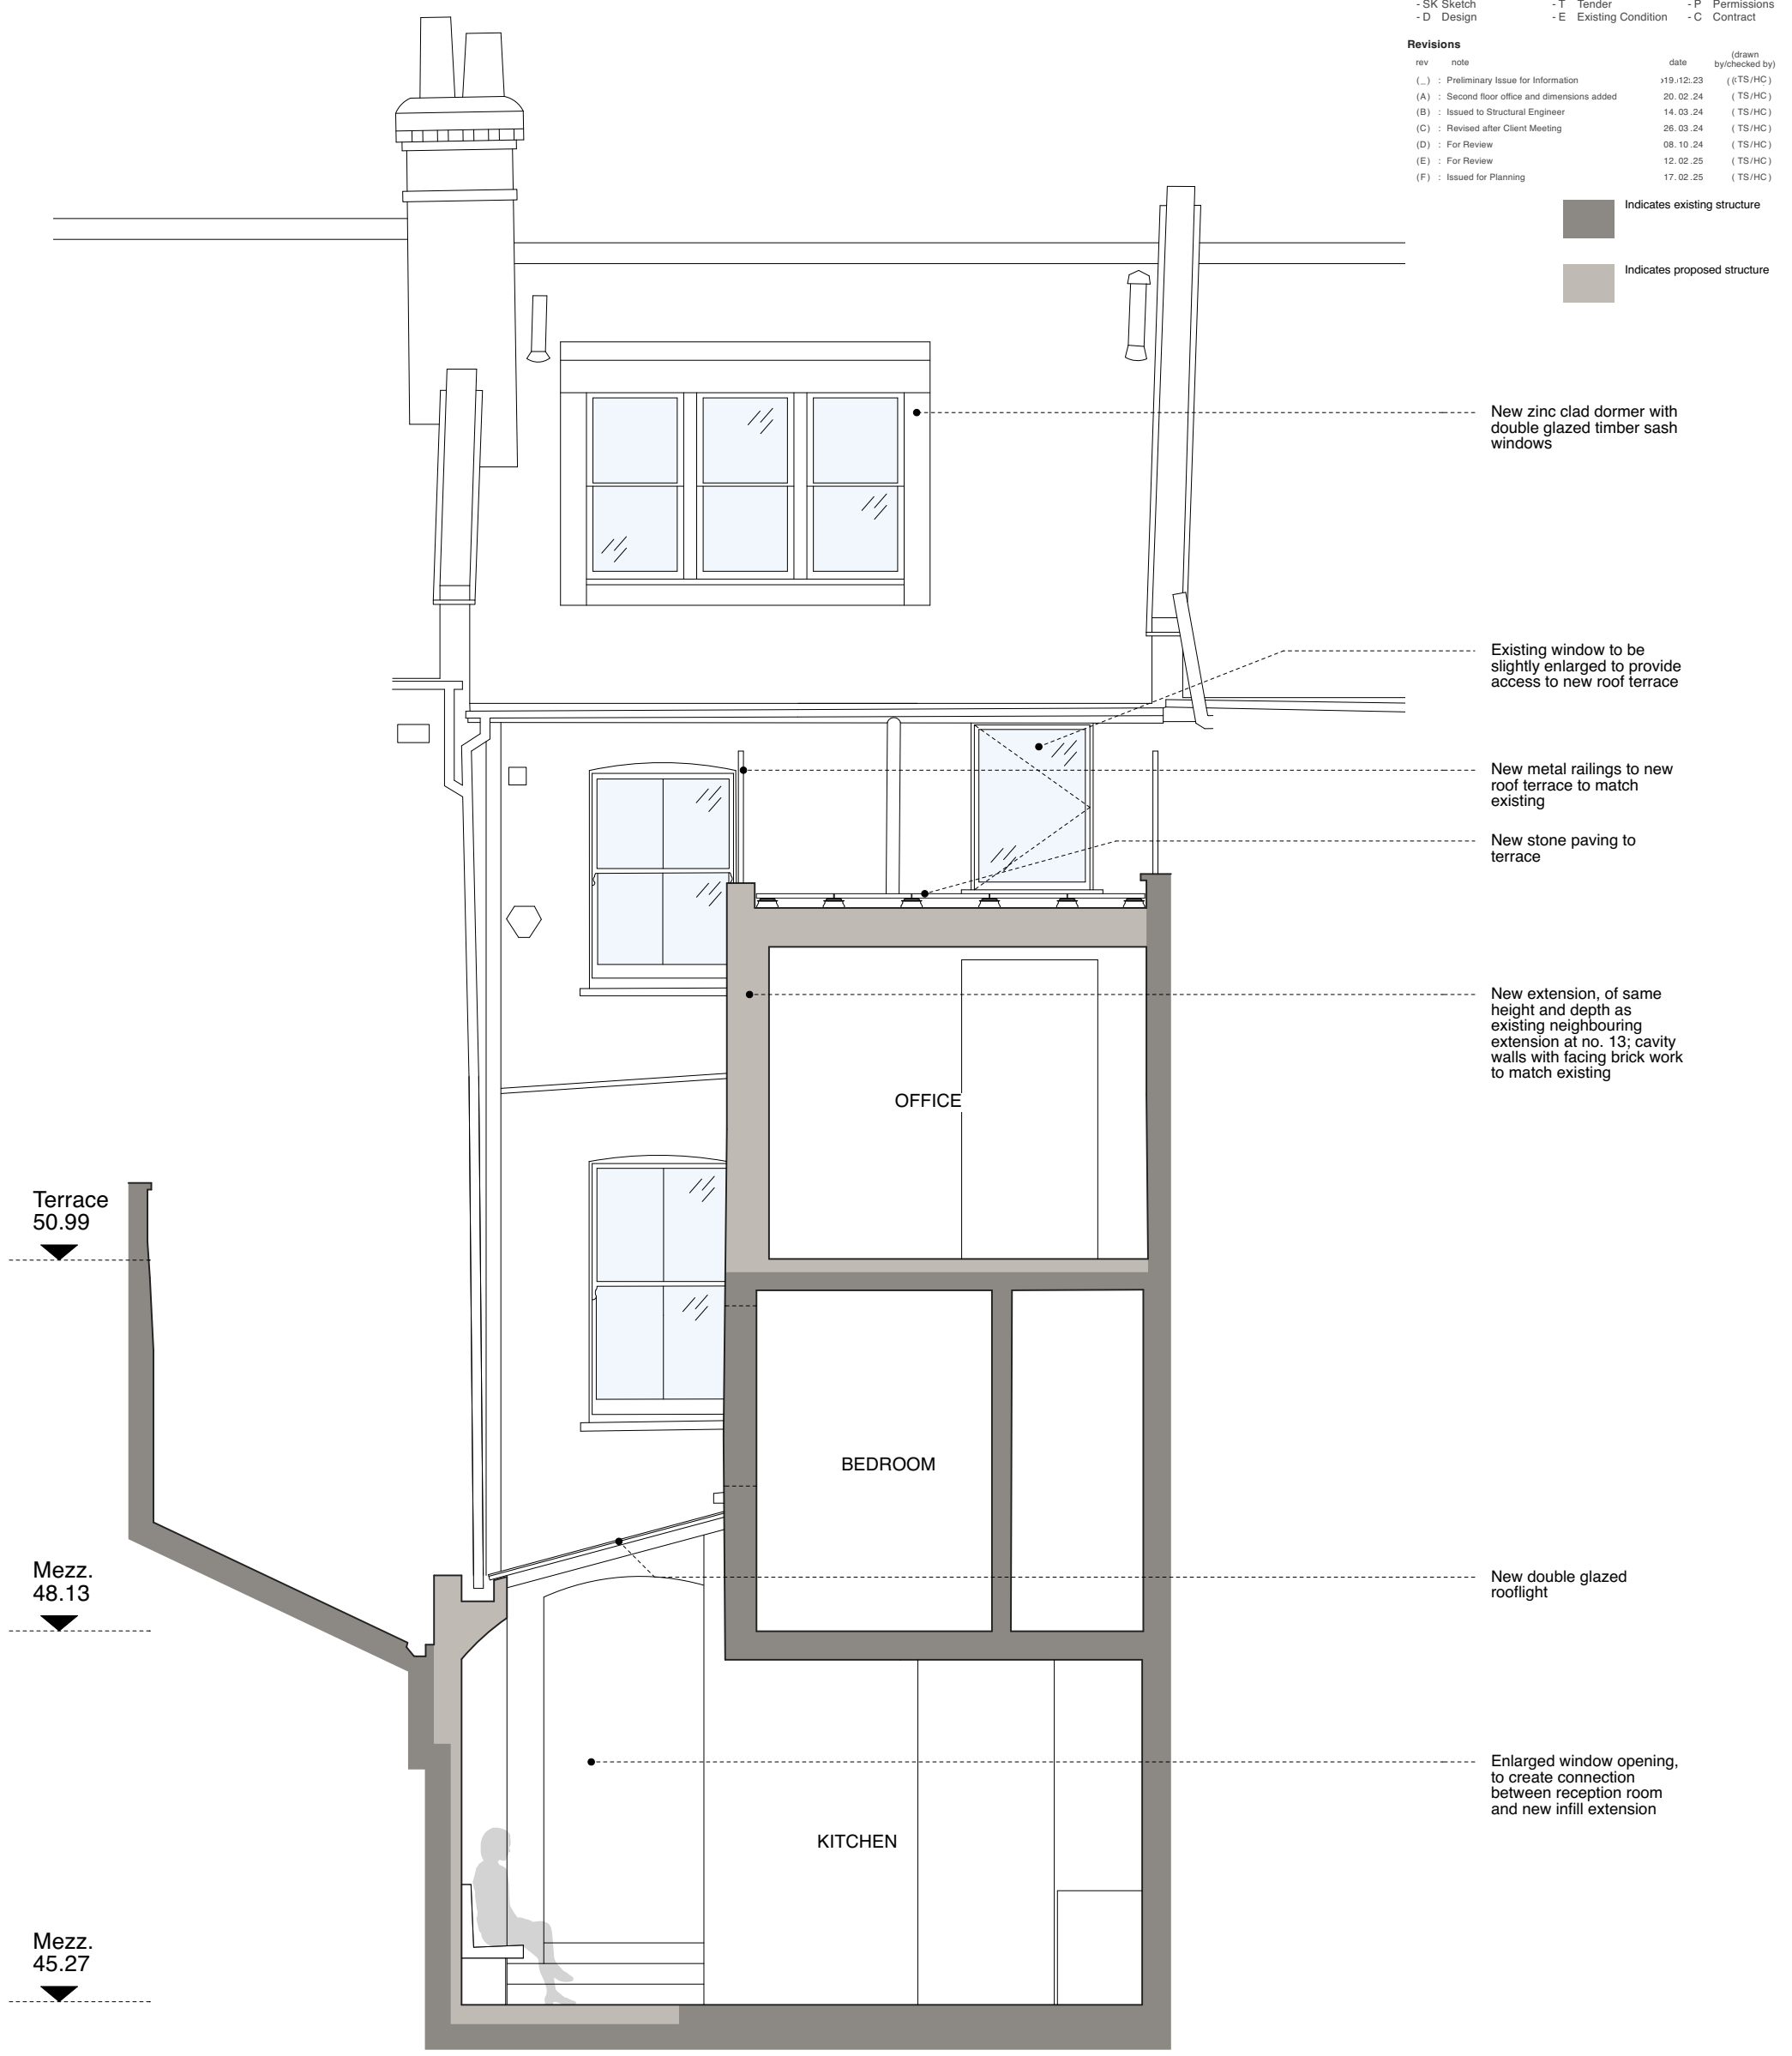 - SK Sketch - T Tender - P Permissions
- D Design - E Existing Condition - C Contract
Revisions
rev note date (drawn by/checked by)
(_) : Preliminary Issue for Information 19.12.23 (TS/HC)
(A) : Second floor office and dimensions added 20.02.24 (TS/HC)
(B) : Issued to Structural Engineer 14.03.24 (TS/HC)
(C) : Revised after Client Meeting 26.03.24 (TS/HC)
(D) : For Review 08.10.24 (TS/HC)
(E) : For Review 12.02.25 (TS/HC)
(F) : Issued for Planning 17.02.25 (TS/HC)
Indicates existing structure
Indicates proposed structure
New zinc clad dormer with
double glazed timber sash
windows
Existing window to be
slightly enlarged to provide
access to new roof terrace
New metal railings to new
roof terrace to match
existing
New stone paving to
terrace
New extension, of same
height and depth as
existing neighbouring
extension at no. 13; cavity
walls with facing brick work
to match existing
OFFICE
Terrace
50.99
BEDROOM
Mezz.
48.13
New double glazed
rooflight
Enlarged window opening,
to create connection
between reception room
and new infill extension
KITCHEN
Mezz.
45.27